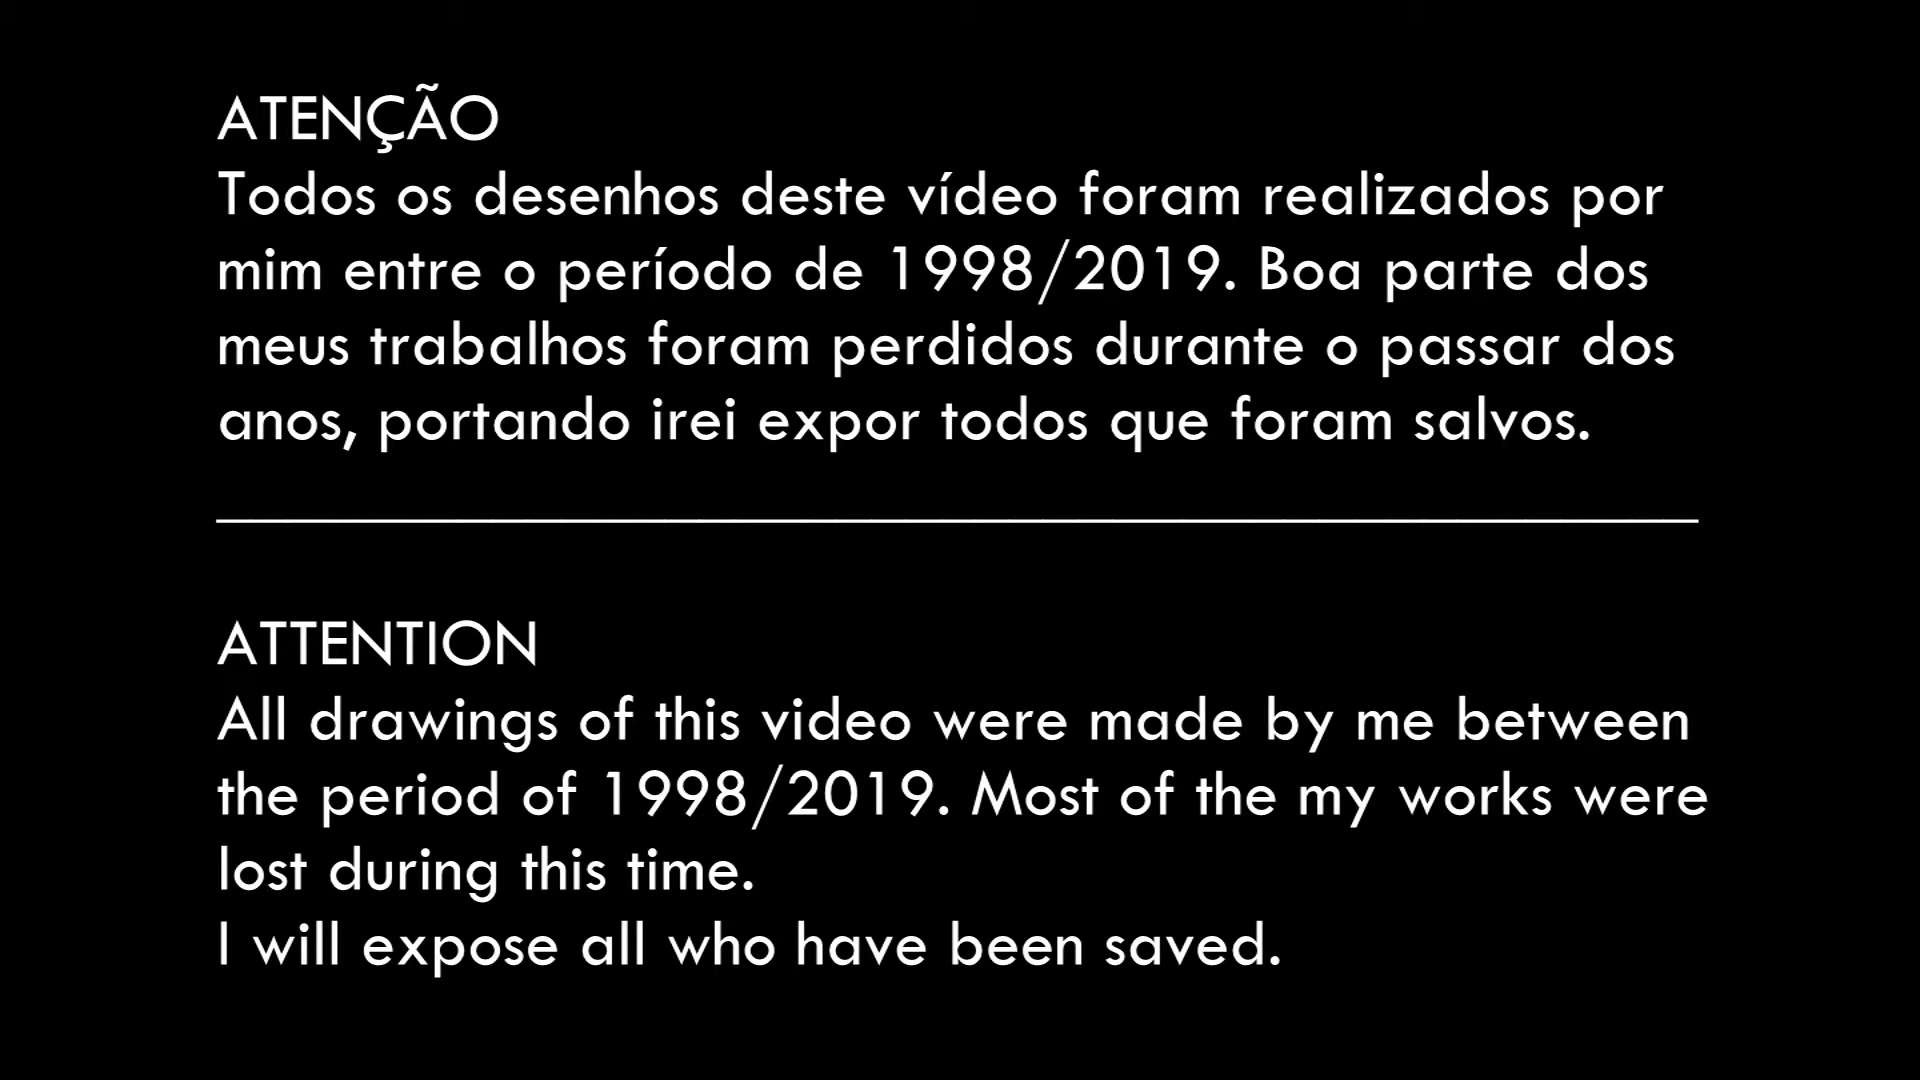 ATENÇÃO
Todos os desenhos deste vídeo foram realizados por
mim entre o período de 1998/2019. Boa parte dos
meus trabalhos foram perdidos durante o passar dos
anos, portando irei expor todos que foram salvos.
ATTENTION
All drawings of this video were made by me between
the period of 1998/2019. Most of the my works were
lost during this time.
I will expose all who have been saved.